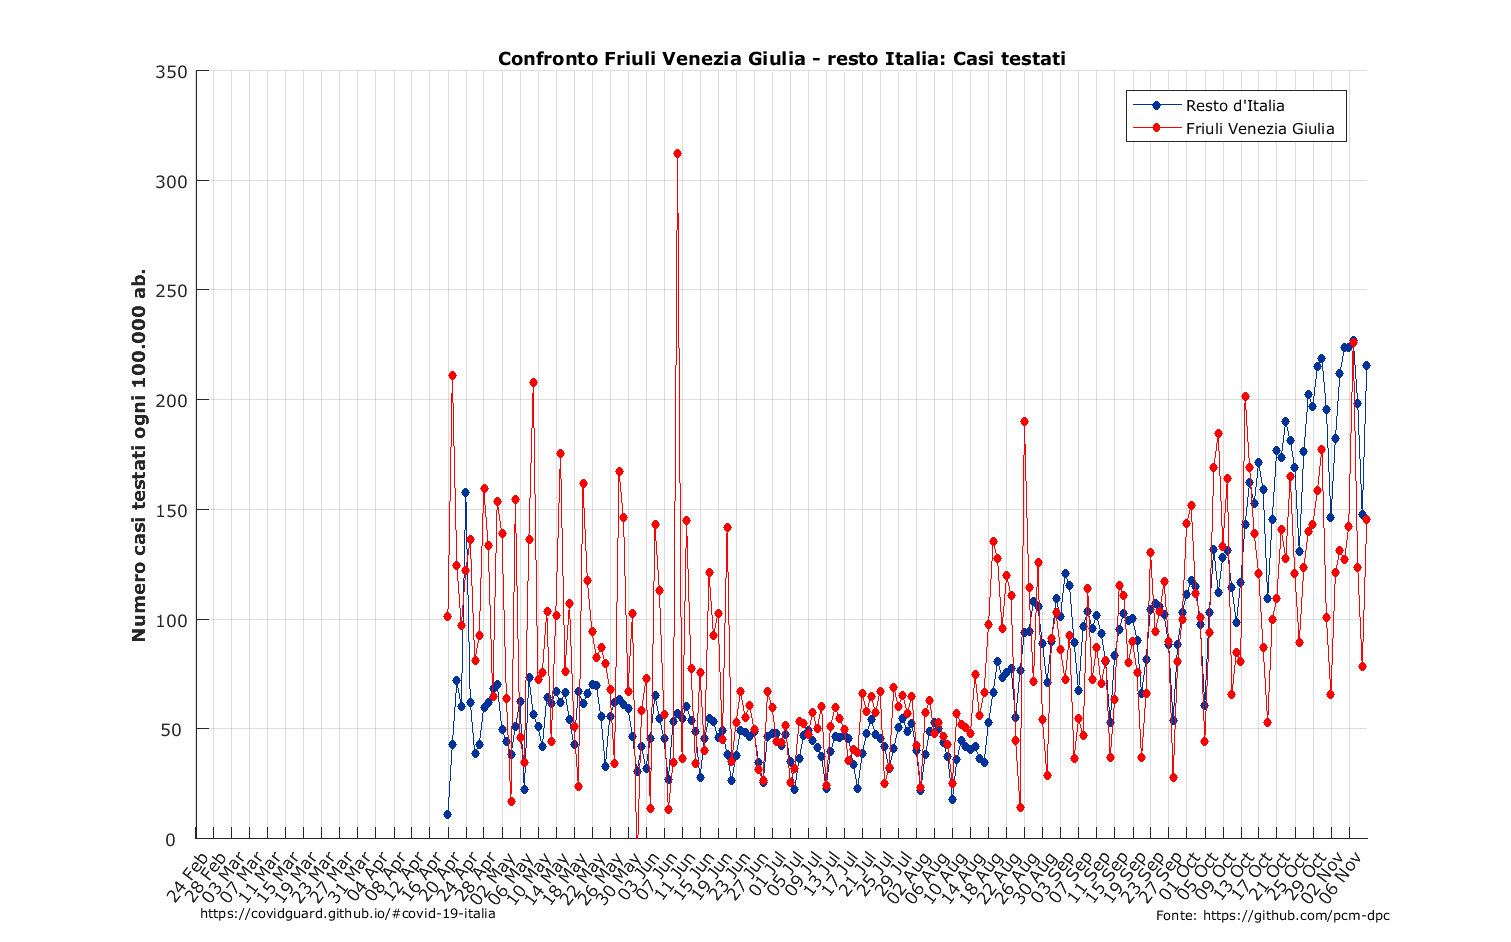 Confronto Friuli Venezia Giulia - resto Italia: Casi testati
Resto d'Italia
Friuli Venezia Giulia
Numero casi testati ogni 100.000 ab.
350
300
250
200
150
100
50
0
24 Feb
28 Feb
03 Mar
07 Mar
11 Mar
15 Mar
19 Mar
23 Mar
27 Mar
31 Mar
04 Apr
08 Apr
12 Apr
16 Apr
20 Apr
24 Apr
28 Apr
02 May
06 May
10 May
14 May
18 May
22 May
26 May
30 May
03 Jun
07 Jun
11 Jun
15 Jun
19 Jun
23 Jun
27 Jun
01 Jul
05 Jul
09 Jul
13 Jul
17 Jul
21 Jul
25 Jul
29 Jul
02 Aug
06 Aug
10 Aug
14 Aug
18 Aug
22 Aug
26 Aug
30 Aug
03 Sep
07 Sep
11 Sep
15 Sep
19 Sep
23 Sep
27 Sep
01 Oct
05 Oct
09 Oct
13 Oct
17 Oct
21 Oct
25 Oct
29 Oct
02 Nov
06 Nov
https://covidguard.github.io/#covid-19-italia
Fonte: https://github.com/pcm-dpc